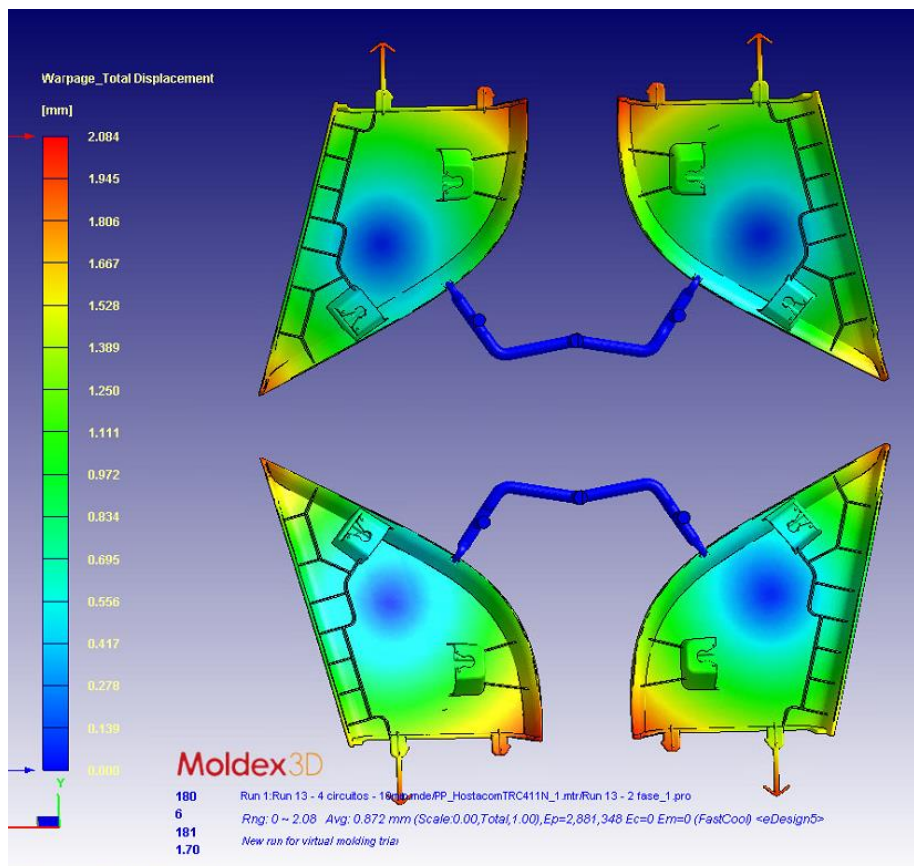 Warpage_Total Displacement
[mm]
2.084
1.945
1.806
1.667
1.528
1.389
1.250
1.111
0.972
0.834
0.695
0.556
0.417
0.278
0.139
0.000
Y
Moldex3D
180
Run 1:Run 13 - 4 circuitos - /PP_HostacomTRC411N_1.mtr/Run 13 - 2 fase_1.pro
6
Rng: 0 ~ 2.08 Avg: 0.872 mm (Scale:0.00,Total,1.00),Ep=2,881,348 Ec=0 Em=0 (FastCool) <eDesign5>
181
1.70
New run for virtual molding trial